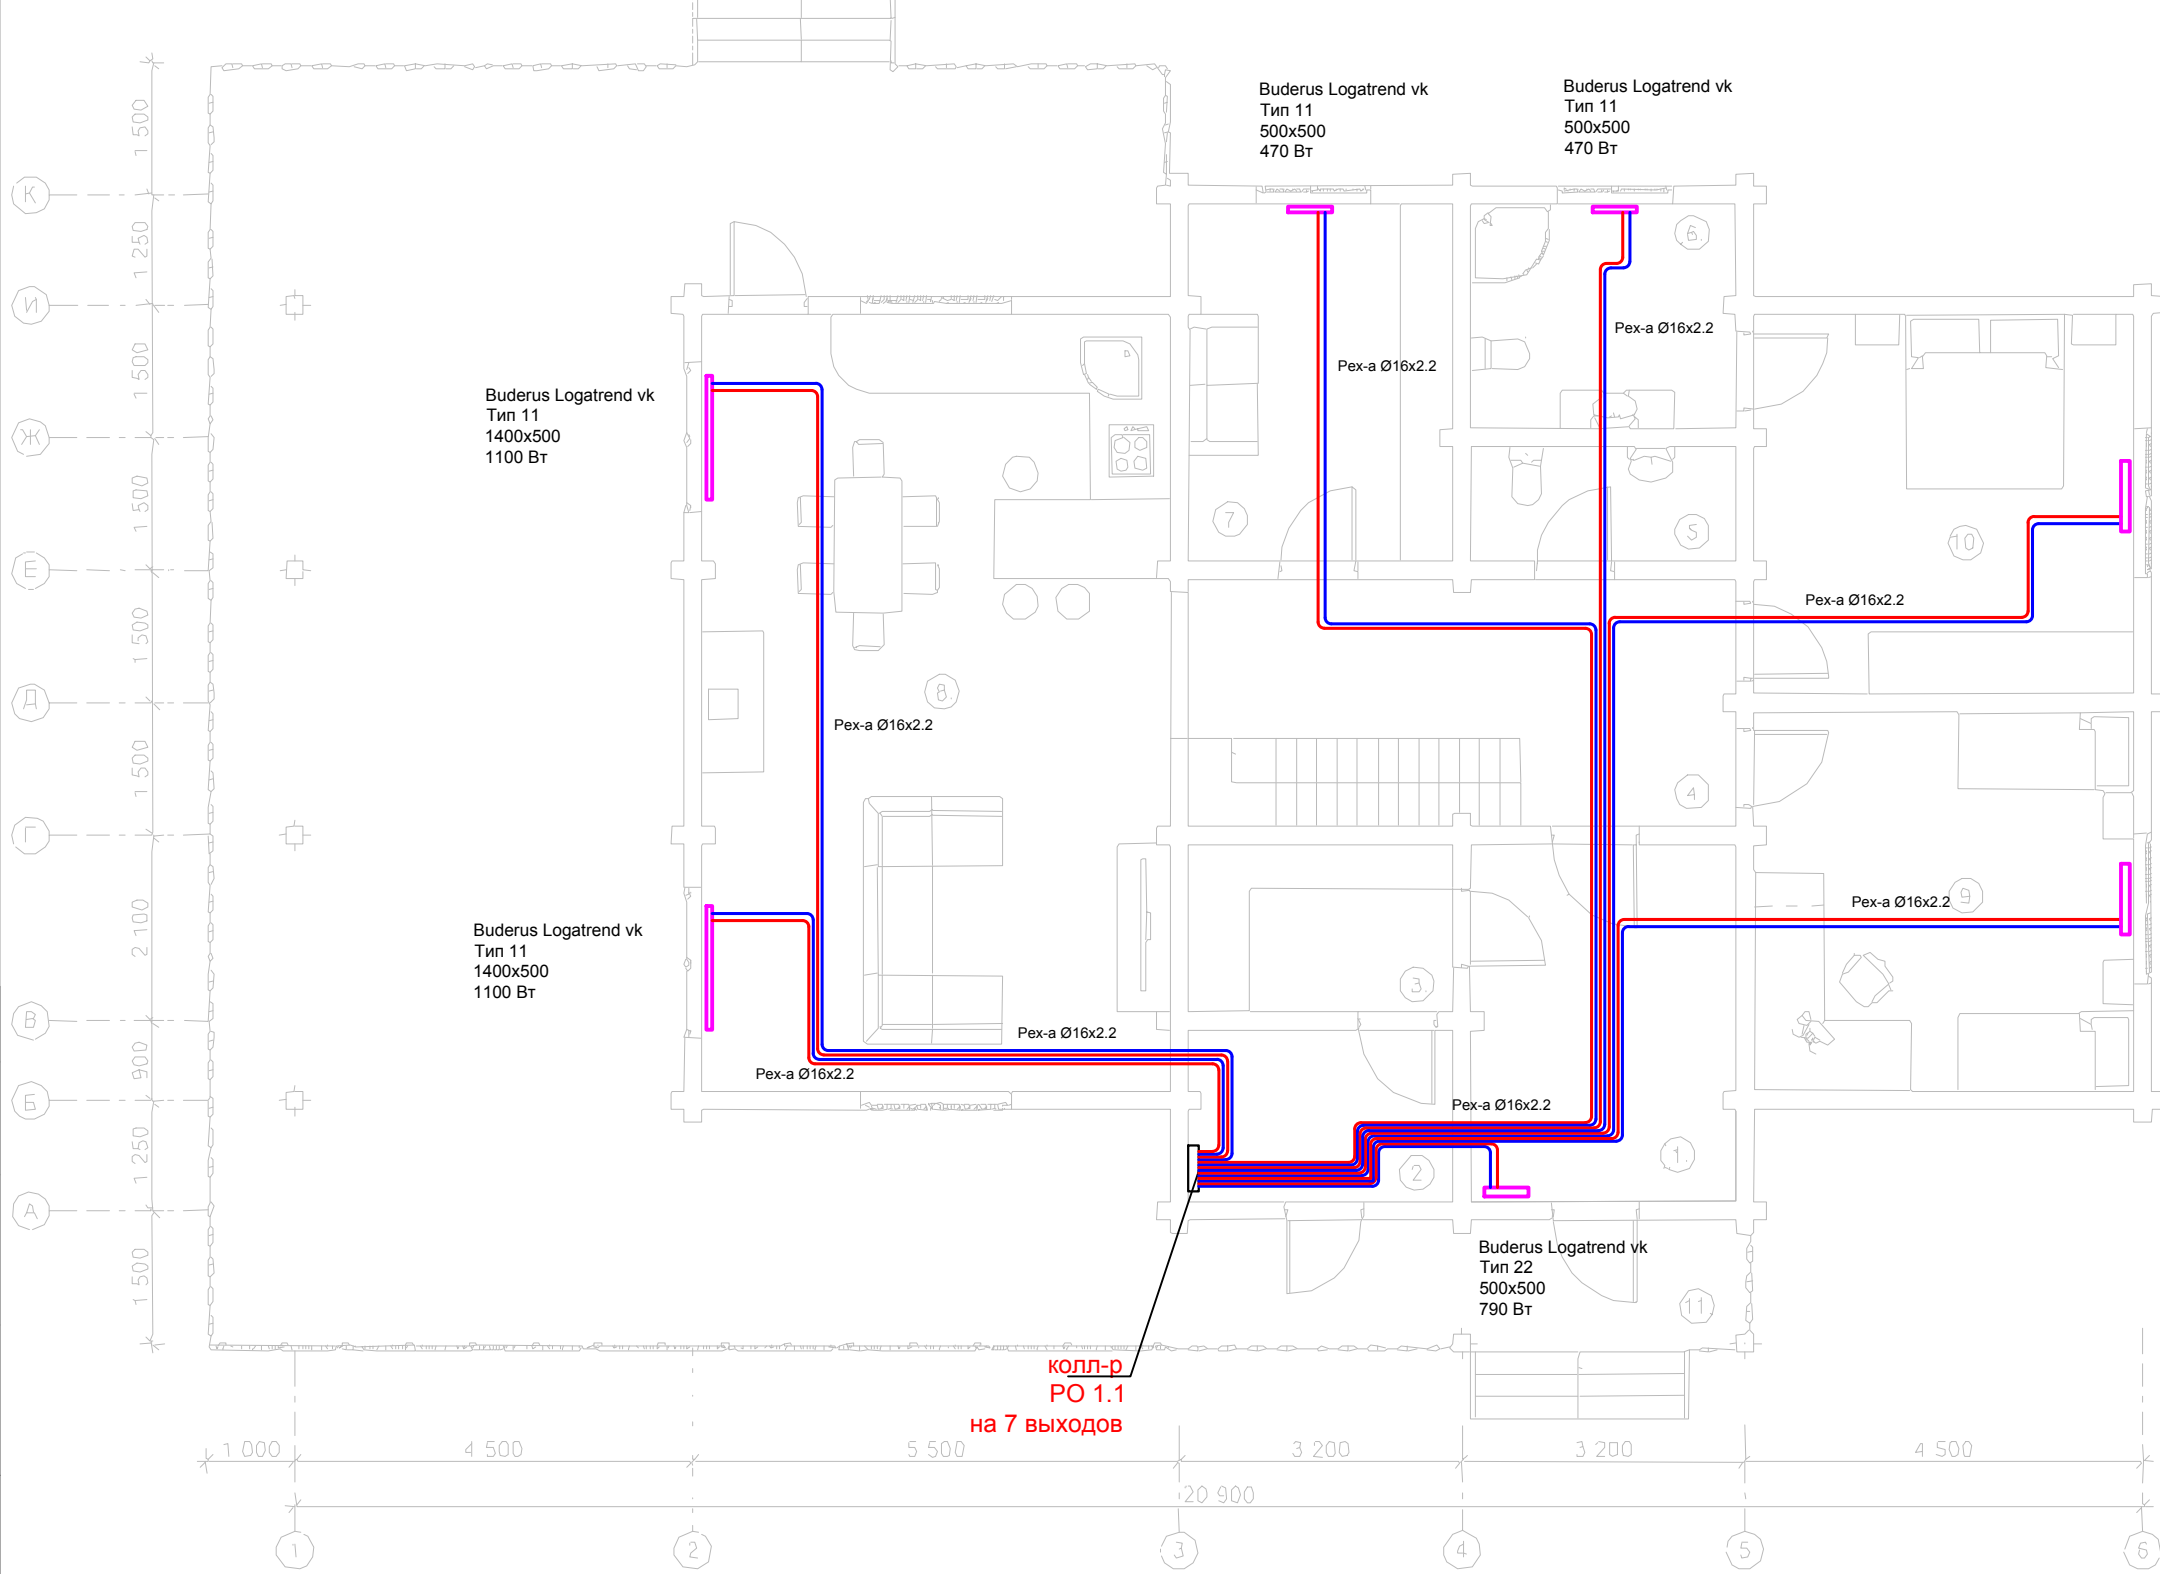 Buderus Logatrend vk
Тип 11
500x500
470 Вт
Buderus Logatrend vk
Тип 11
500x500
470 Вт
1 500
К
1 250
6.
И
Pex-a Ø16x2.2
1 500
Pex-a Ø16x2.2
Buderus Logatrend vk
Тип 11
1400x500
1100 Вт
Ж
1 500
7
5
10
Е
Pex-a Ø16x2.2
1 500
8.
Д
Pex-a Ø16x2.2
1 500
4
Г
Pex-a Ø16x2.2
9
2 100
Buderus Logatrend vk
Тип 11
1400x500
1100 Вт
3.
В
Pex-a Ø16x2.2
900
Pex-a Ø16x2.2
Б
Pex-a Ø16x2.2
1 250
1.
2
А
1 500
Buderus Logatrend vk
Тип 22
500x500
790 Вт
11
колл-р
РО 1.1
на 7 выходов
1 000
4 500
5 500
3 200
3 200
4 500
20 900
1
2
3
4
5
6